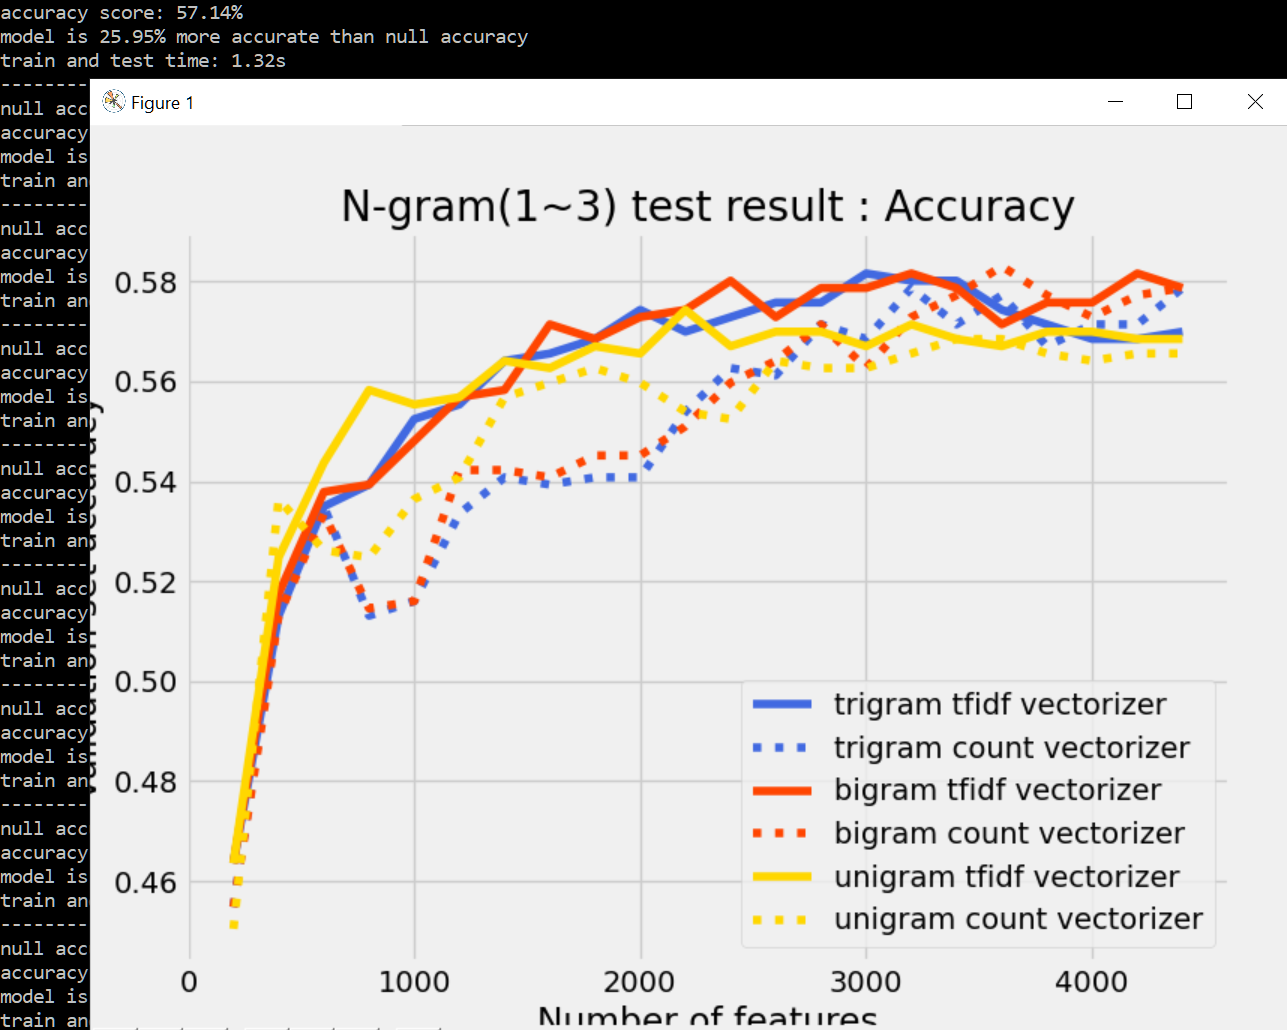 accuracy score: 57.14%
model is 25.95% more accurate than null accuracy
train and test time: 1.32s
--------
null acc
accuracy
model is
train an
--------
null acc
accuracy
model is
train an
--------
null acc
accuracy
model is
train an
--------
null acc
accuracy
model is
train an
--------
null acc
accuracy
model is
train an
--------
null acc
accuracy
model is
train an
--------
null acc
accuracy
model is
train an
--------
null acc
accuracy
model is
train an
Figure 1
N-gram(1~3) test result : Accuracy
0.58
0.56
0.54
0.52
0.50
0.48
0.46
trigram tfidf vectorizer
trigram count vectorizer
bigram tfidf vectorizer
bigram count vectorizer
unigram tfidf vectorizer
unigram count vectorizer
0 1000 2000 3000 4000
Number of features